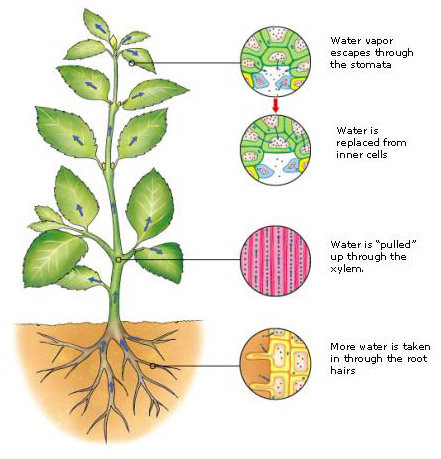 Water vapor
escapes through
the stomata
Water is
replaced from
inner cells
Water is “pulled”
up through the
xylem.
More water is taken
in through the root
hairs